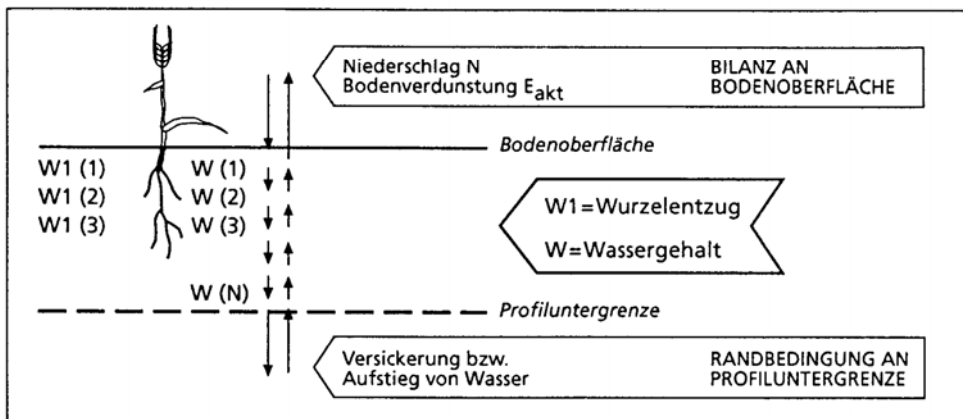 Niederschlag N BILANZ AN
Bodenverdunstung Eakt BODENOBERFLÄCHE
Bodenoberfläche
W1 (1) W (1)
W1 (2) W (2)
W1 (3) W (3)
W1=Wurzelentzug
W=Wassergehalt
W (N)
Profiluntergrenze
Versickerung bzw. RANDBEDINGUNG AN
Aufstieg von Wasser PROFILUNTERGRENZE